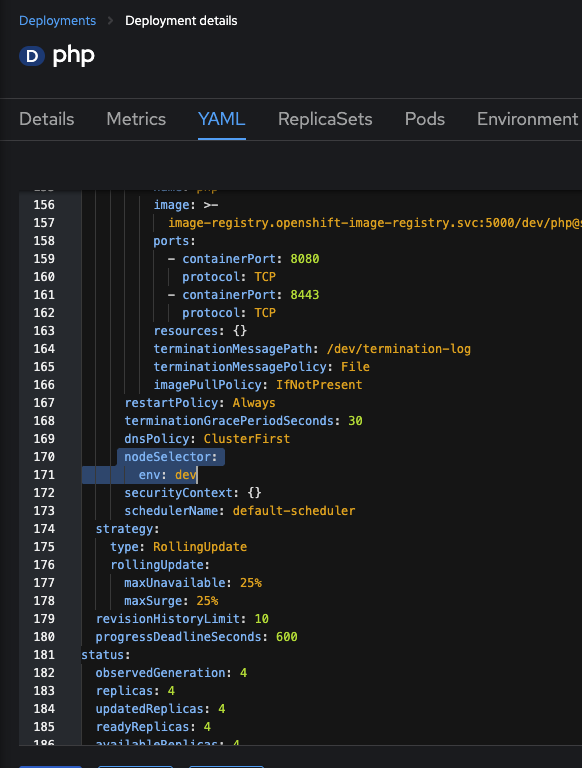 Deployments > Deployment details
D php
Details Metrics YAML ReplicaSets Pods Environment
155 name: php
156 image: >-
157 image-registry.openshift-image-registry.svc:5000/dev/php@
158 ports:
159 - containerPort: 8080
160 protocol: TCP
161 - containerPort: 8443
162 protocol: TCP
163 resources: {}
164 terminationMessagePath: /dev/termination-log
165 terminationMessagePolicy: File
166 imagePullPolicy: IfNotPresent
167 restartPolicy: Always
168 terminationGracePeriodSeconds: 30
169 dnsPolicy: ClusterFirst
170 nodeSelector:
171 env: dev
172 securityContext: {}
173 schedulerName: default-scheduler
174 strategy:
175 type: RollingUpdate
176 rollingUpdate:
177 maxUnavailable: 25%
178 maxSurge: 25%
179 revisionHistoryLimit: 10
180 progressDeadlineSeconds: 600
181 status:
182 observedGeneration: 4
183 replicas: 4
184 updatedReplicas: 4
185 readyReplicas: 4
186 availableReplicas: 4